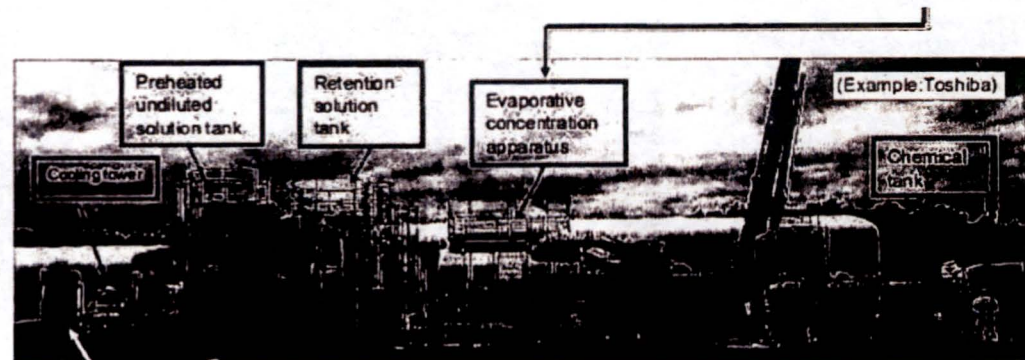 (Example:Toshiba)
Preheated
undiluted
solution tank
Retention
solution
tank
Evaporative
concentration
apparatus
Cooling tower
Chemical
tank